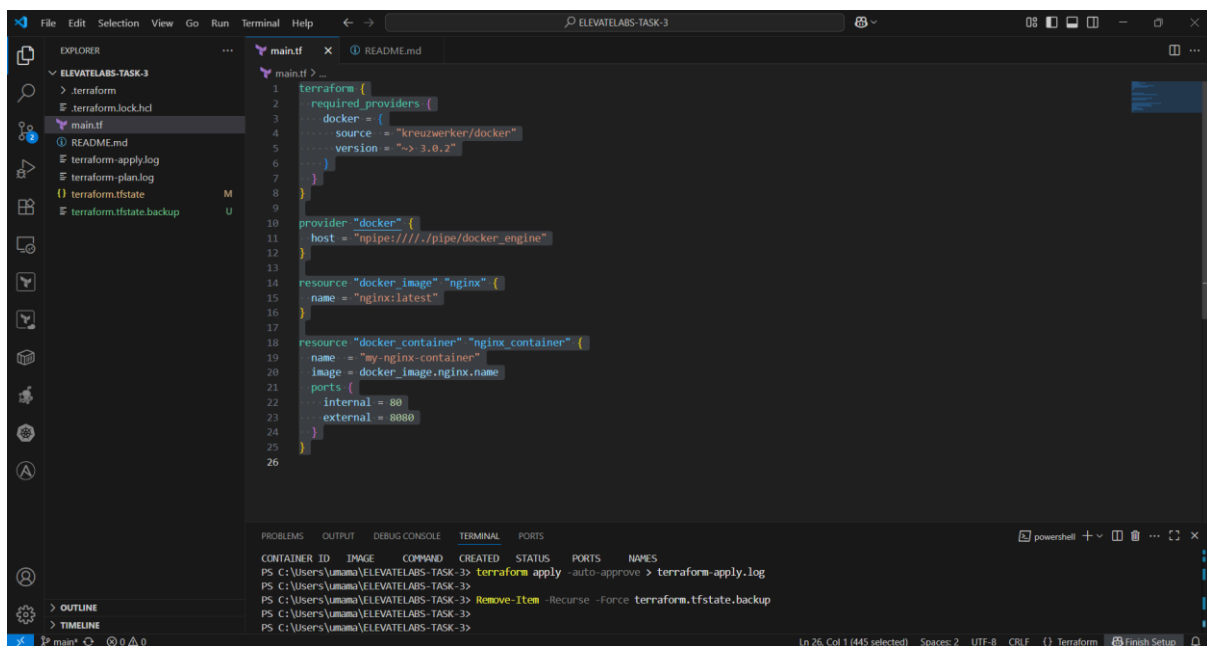 File Edit Selection View Go Run Terminal Help
ELEVATELABS-TASK-3
EXPLORER
ELEVATELABS-TASK-3
.terraform
.terraform.lock.hcl
main.tf
README.md
terraform-apply.log
terraform-plan.log
{} terraform.tfstate M
terraform.tfstate.backup U
OUTLINE
TIMELINE
2
main.tf
README.md
main.tf > ...
1 terraform {
2 required_providers {
3 docker = {
4 source = "kreuzwerker/docker"
5 version = "~> 3.0.2"
6 }
7 }
8 }
9
10 provider "docker" {
11 host = "npipe:////./pipe/docker_engine"
12 }
13
14 resource "docker_image" "nginx" {
15 name = "nginx:latest"
16 }
17
18 resource "docker_container" "nginx_container" {
19 name = "my-nginx-container"
20 image = docker_image.nginx.name
21 ports {
22 internal = 80
23 external = 8080
24 }
25 }
26
PROBLEMS OUTPUT DEBUG CONSOLE TERMINAL PORTS
powershell
CONTAINER ID IMAGE COMMAND CREATED STATUS PORTS NAMES
PS C:\Users\umama\ELEVATELABS-TASK-3> terraform apply -auto-approve > terraform-apply.log
PS C:\Users\umama\ELEVATELABS-TASK-3>
PS C:\Users\umama\ELEVATELABS-TASK-3> Remove-Item -Recurse -Force terraform.tfstate.backup
PS C:\Users\umama\ELEVATELABS-TASK-3>
PS C:\Users\umama\ELEVATELABS-TASK-3>
main* 0 0 Ln 26, Col 1 (445 selected) Spaces: 2 UTF-8 CRLF {} Terraform Finish Setup